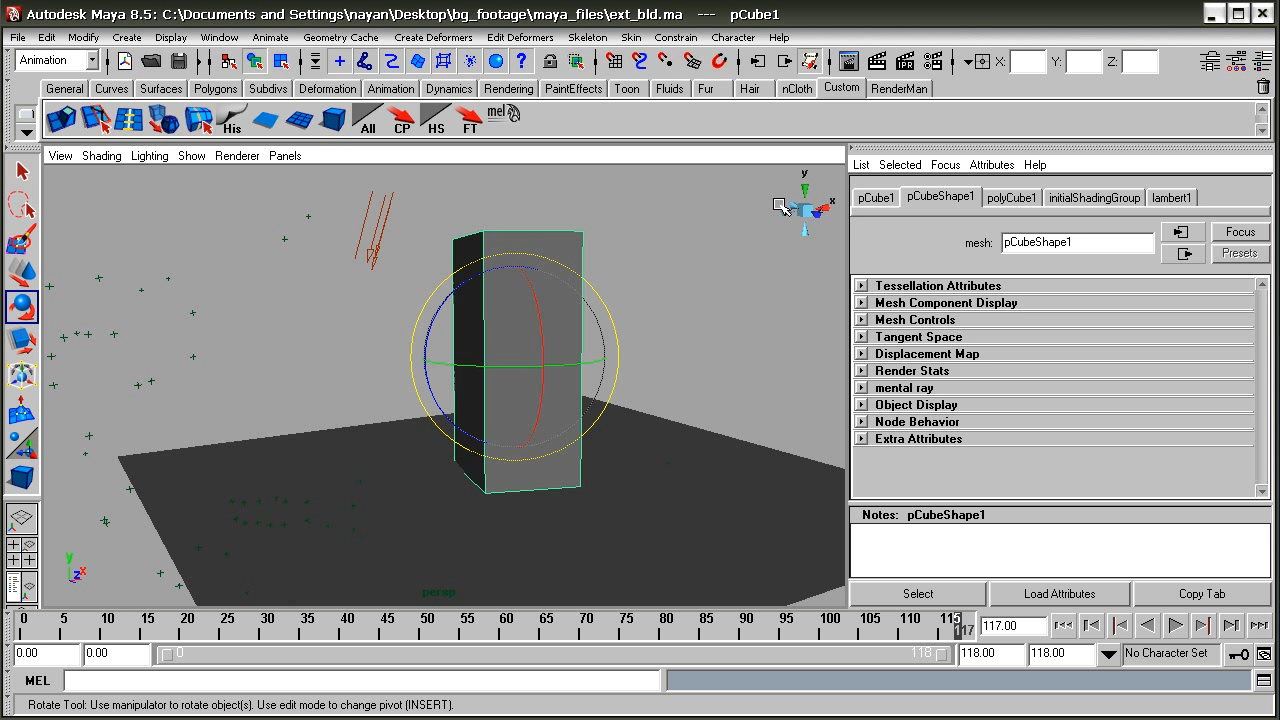 Autodesk Maya 8.5: C:\Documents and Settings\nayan\Desktop\bg_footage\maya_files\ext_bld.ma --- pCube1
File Edit Modify Create Display Window Animate Geometry Cache Create Deformers Edit Deformers Skeleton Skin Constrain Character Help
Animation IPR X: Y: Z:
General Curves Surfaces Polygons Subdivs Deformation Animation Dynamics Rendering PaintEffects Toon Fluids Fur Hair nCloth Custom RenderMan
His All CP HS FT mel
View Shading Lighting Show Renderer Panels
List Selected Focus Attributes Help
y
x
pCube1 pCubeShape1 polyCube1 initialShadingGroup lambert1
mesh: pCubeShape1 Focus
Presets
Tessellation Attributes
Mesh Component Display
Mesh Controls
Tangent Space
Displacement Map
Render Stats
mental ray
Object Display
Node Behavior
Extra Attributes
Notes: pCubeShape1
y
z x
persp
Select Load Attributes Copy Tab
0 5 10 15 20 25 30 35 40 45 50 55 60 65 70 75 80 85 90 95 100 105 110 115 117 117.00
0.00 0.00 0 118 118.00 118.00 No Character Set
MEL
Rotate Tool: Use manipulator to rotate object(s). Use edit mode to change pivot (INSERT).